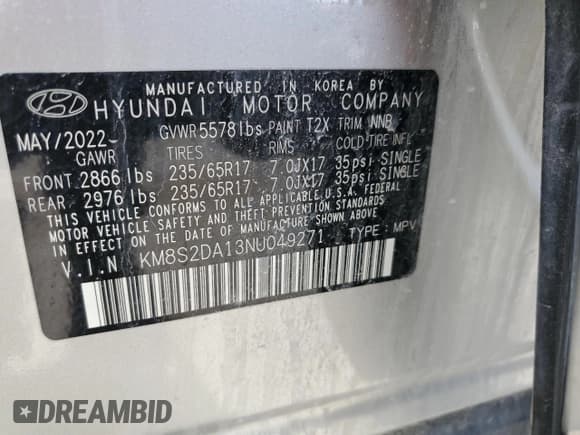 MANUFACTURED IN KOREA BY
HYUNDAI MOTOR COMPANY
MAY/2022 GVWR 5578lbs PAINT T2X TRIM NNB
GAWR TIRES RIMS COLD TIRE INFL
FRONT 2866 lbs 235/65R17 7.0JX17 35psi SINGLE
REAR 2976 lbs 235/65R17 7.0JX17 35psi SINGLE
THIS VEHICLE CONFORMS TO ALL APPLICABLE U.S.A. FEDERAL
MOTOR VEHICLE SAFETY AND THEFT PREVENTION STANDARDS
IN EFFECT ON THE DATE OF MANUFACTURE SHOWN ABOVE.
V.I.N KM8S2DA13NU049271 TYPE: MPV
DREAMBID